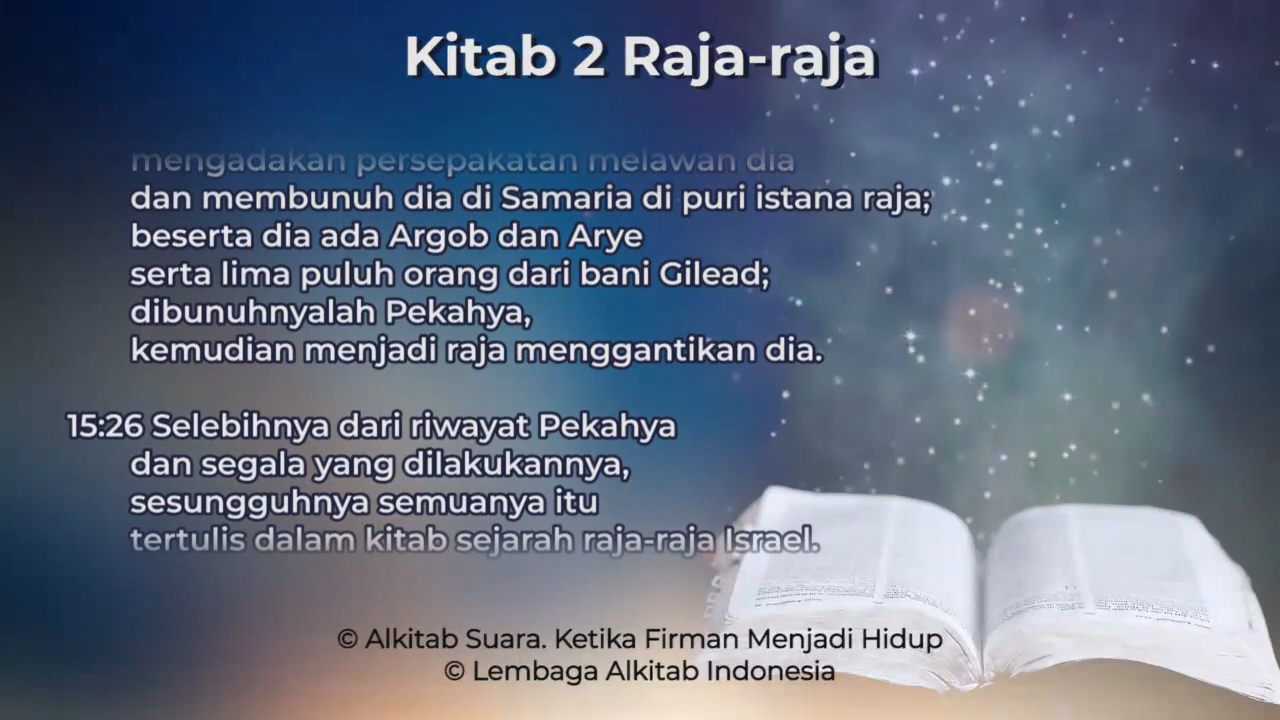 Kitab 2 Raja-raja
mengadakan persepakatan melawan dia
dan membunuh dia di Samaria di puri istana raja;
beserta dia ada Argob dan Arye
serta lima puluh orang dari bani Gilead;
dibunuhnyalah Pekahya,
kemudian menjadi raja menggantikan dia.
15:26 Selebihnya dari riwayat Pekahya
dan segala yang dilakukannya,
sesungguhnya semuanya itu
tertulis dalam kitab sejarah raja-raja Israel.
© Alkitab Suara. Ketika Firman Menjadi Hidup
© Lembaga Alkitab Indonesia